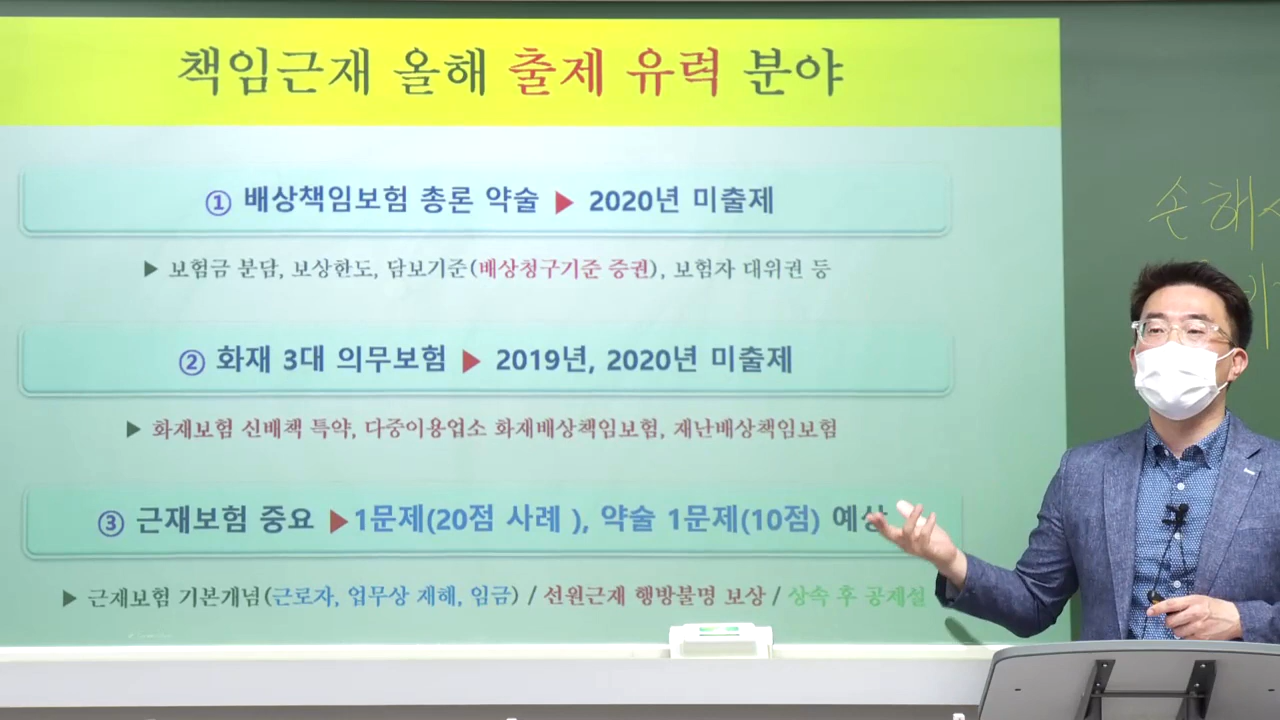 책임근재 올해 출제 유력 분야
① 배상책임보험 총론 약술 ▶ 2020년 미출제
▶ 보험금 분담, 보상한도, 담보기준(배상청구기준 증권), 보험자 대위권 등
② 화재 3대 의무보험 ▶ 2019년, 2020년 미출제
▶ 화재보험 신배책 특약, 다중이용업소 화재배상책임보험, 재난배상책임보험
③ 근재보험 중요 ▶1문제(20점 사례 ), 약술 1문제(10점) 예상
▶ 근재보험 기본개념(근로자, 업무상 재해, 임금) / 선원근재 행방불명 보상 / 상속 후 공제설
손해